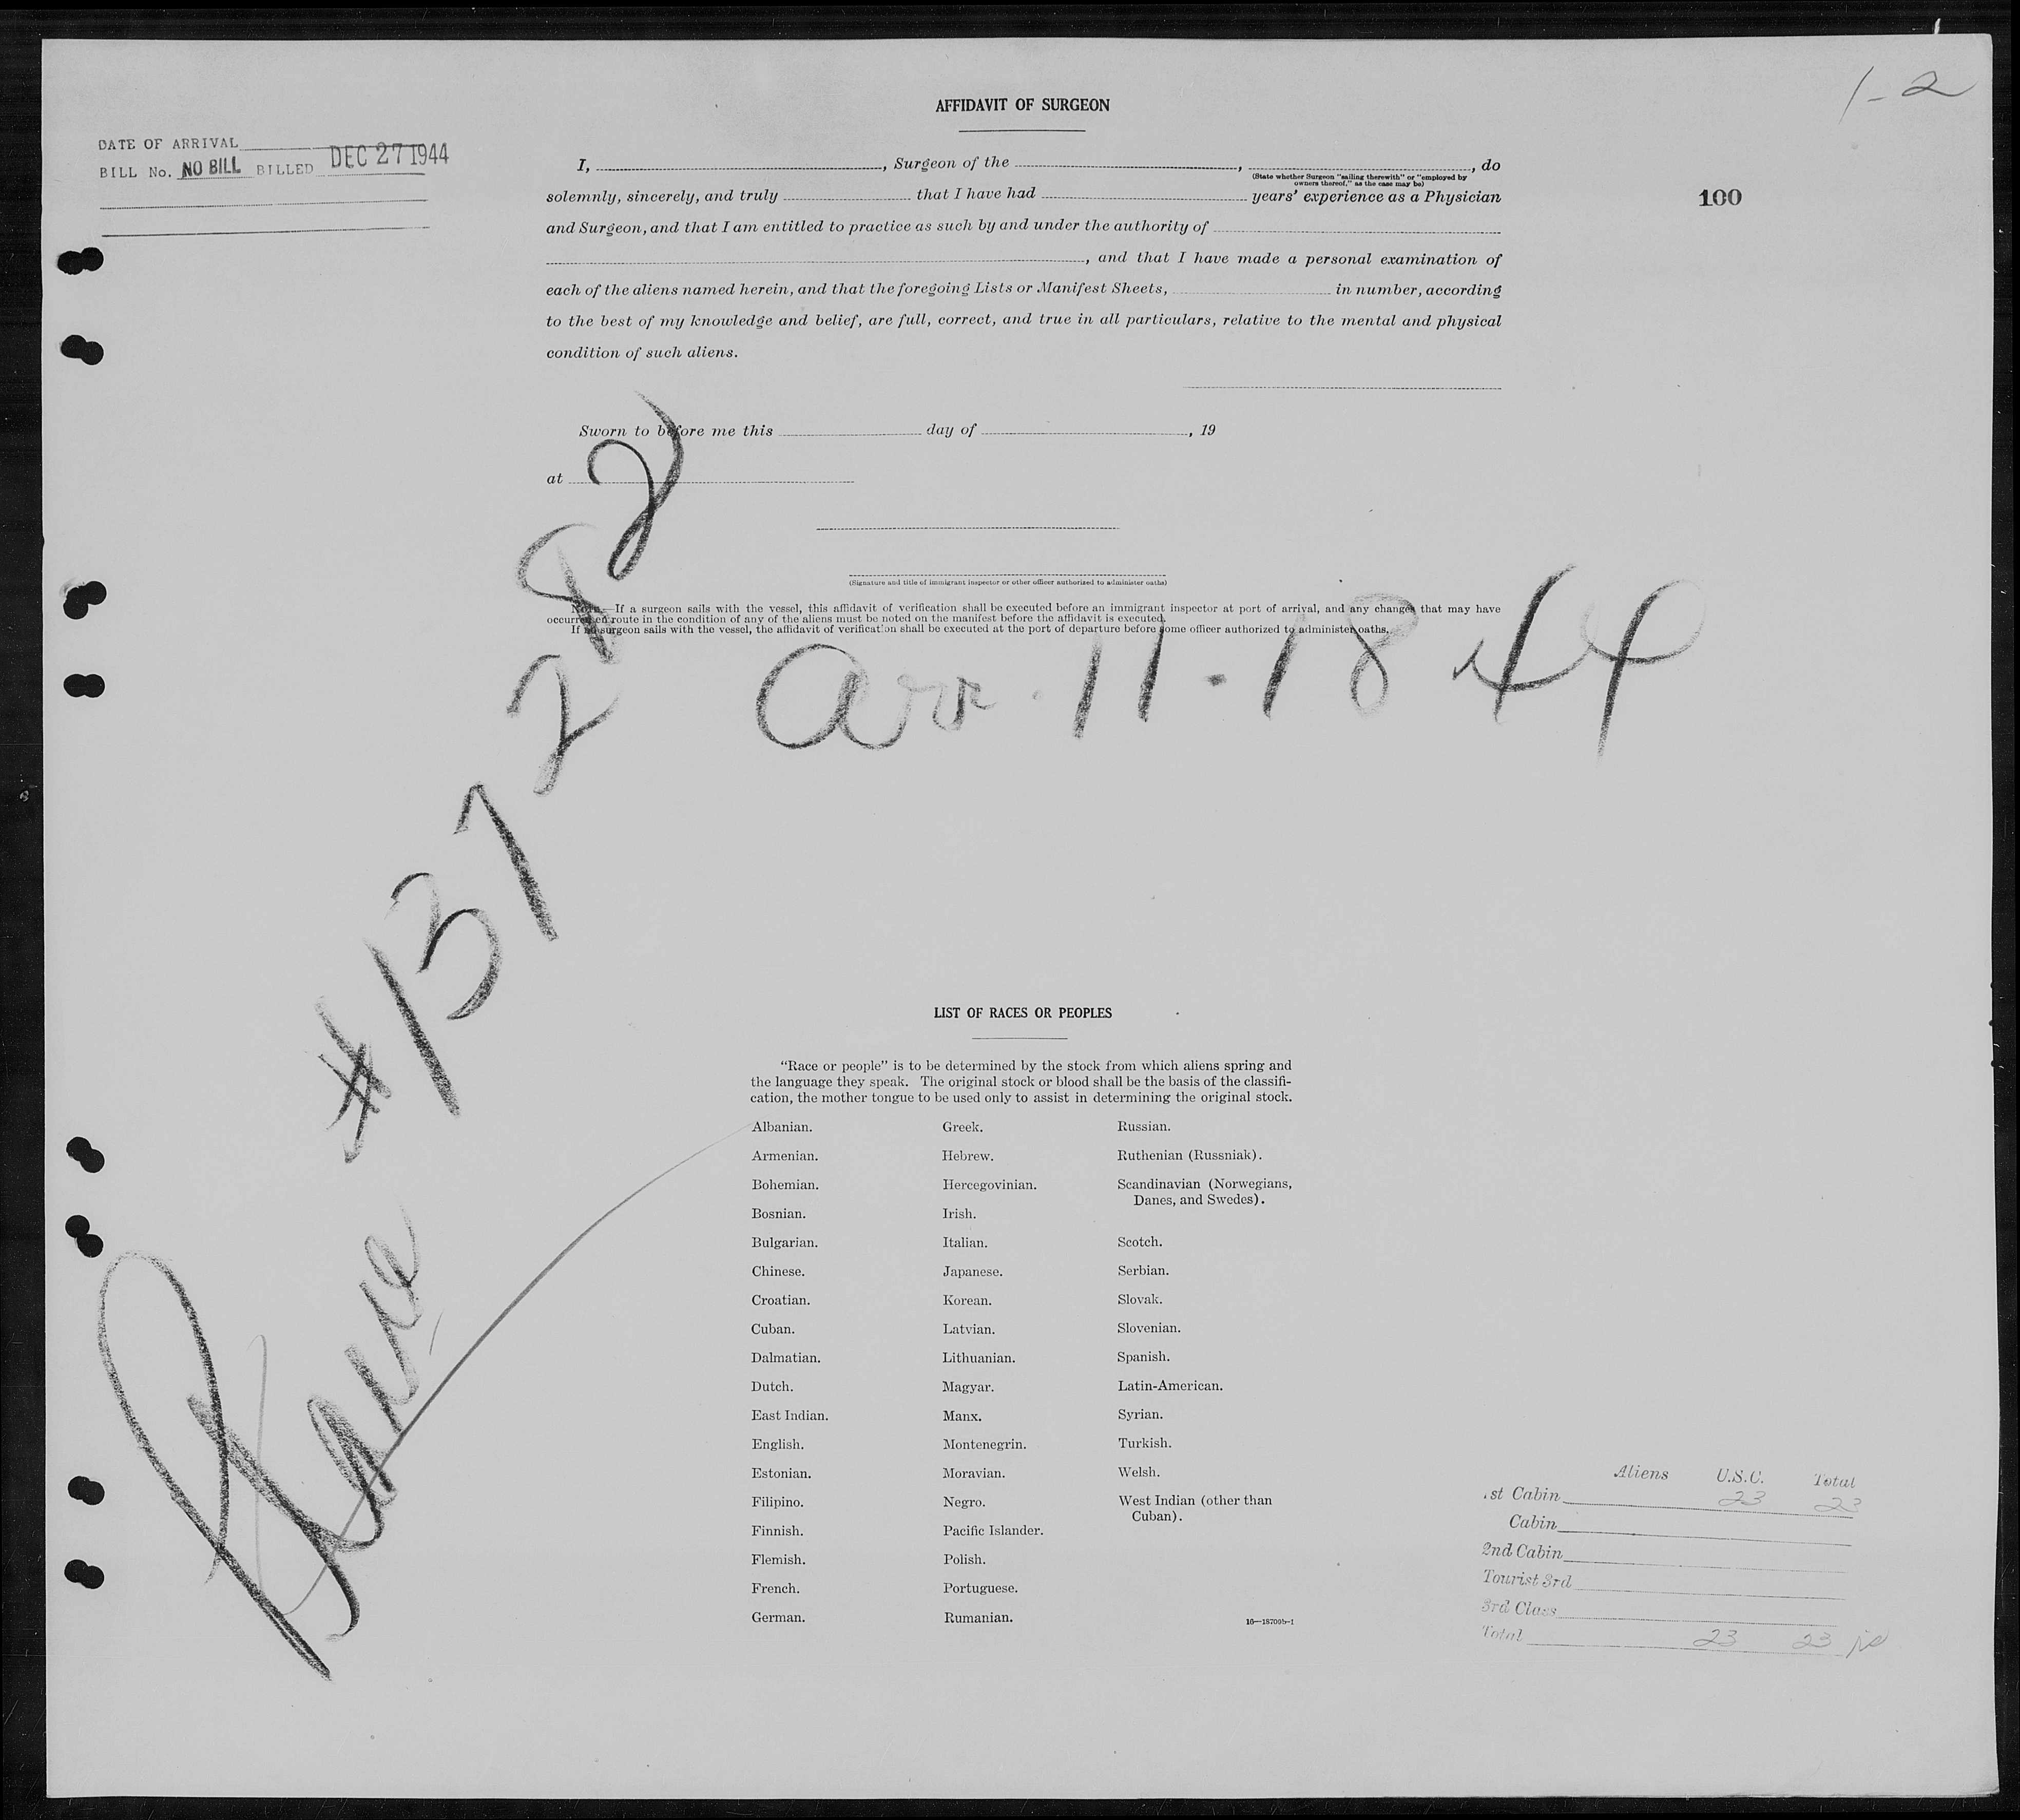 1-2
AFFIDAVIT OF SURGEON
DATE OF ARRIVAL
BILL No. NO BILL BILLED DEC 27 1944
100
I, , Surgeon of the , , do
(State whether Surgeon "sailing therewith" or "employed by
owners thereof," as the case may be)
solemnly, sincerely, and truly that I have had years' experience as a Physician
and Surgeon, and that I am entitled to practice as such by and under the authority of
, and that I have made a personal examination of
each of the aliens named herein, and that the foregoing Lists or Manifest Sheets, in number, according
to the best of my knowledge and belief, are full, correct, and true in all particulars, relative to the mental and physical
condition of such aliens.
Sworn to before me this day of , 19
at
(Signature and title of immigrant inspector or other officer authorized to administer oaths)
NOTE.—If a surgeon sails with the vessel, this affidavit of verification shall be executed before an immigrant inspector at port of arrival, and any changes that may have
occurred en route in the condition of any of the aliens must be noted on the manifest before the affidavit is executed.
If no surgeon sails with the vessel, the affidavit of verification shall be executed at the port of departure before some officer authorized to administer oaths.
arr. 11-18 44
Plane #137282
LIST OF RACES OR PEOPLES
"Race or people" is to be determined by the stock from which aliens spring and
the language they speak. The original stock or blood shall be the basis of the classifi-
cation, the mother tongue to be used only to assist in determining the original stock.
Albanian.
Armenian.
Bohemian.
Bosnian.
Bulgarian.
Chinese.
Croatian.
Cuban.
Dalmatian.
Dutch.
East Indian.
English.
Estonian.
Filipino.
Finnish.
Flemish.
French.
German.
Greek.
Hebrew.
Hercegovinian.
Irish.
Italian.
Japanese.
Korean.
Latvian.
Lithuanian.
Magyar.
Manx.
Montenegrin.
Moravian.
Negro.
Pacific Islander.
Polish.
Portuguese.
Rumanian.
Russian.
Ruthenian (Russniak).
Scandinavian (Norwegians,
Danes, and Swedes).
Scotch.
Serbian.
Slovak.
Slovenian.
Spanish.
Latin-American.
Syrian.
Turkish.
Welsh.
West Indian (other than
Cuban).
16—18709b-1
Aliens U.S.C. Total
1st Cabin 23 23
Cabin
2nd Cabin
Tourist 3rd
3rd Class
Total 23 23